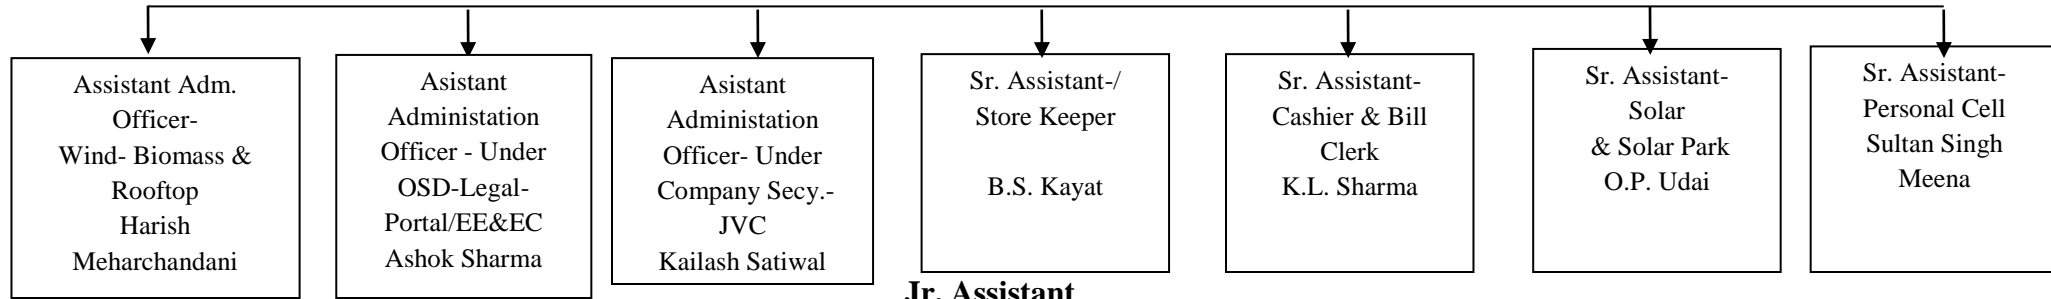 Assistant Adm.
Officer-
Wind- Biomass &
Rooftop
Harish
Meharchandani
Asistant
Administation
Officer - Under
OSD-Legal-
Portal/EE&EC
Ashok Sharma
Asistant
Administation
Officer- Under
Company Secy.-
JVC
Kailash Satiwal
Sr. Assistant-/
Store Keeper
B.S. Kayat
Sr. Assistant-
Cashier & Bill
Clerk
K.L. Sharma
Sr. Assistant-
Solar
& Solar Park
O.P. Udai
Sr. Assistant-
Personal Cell
Sultan Singh
Meena
Jr. Assistant